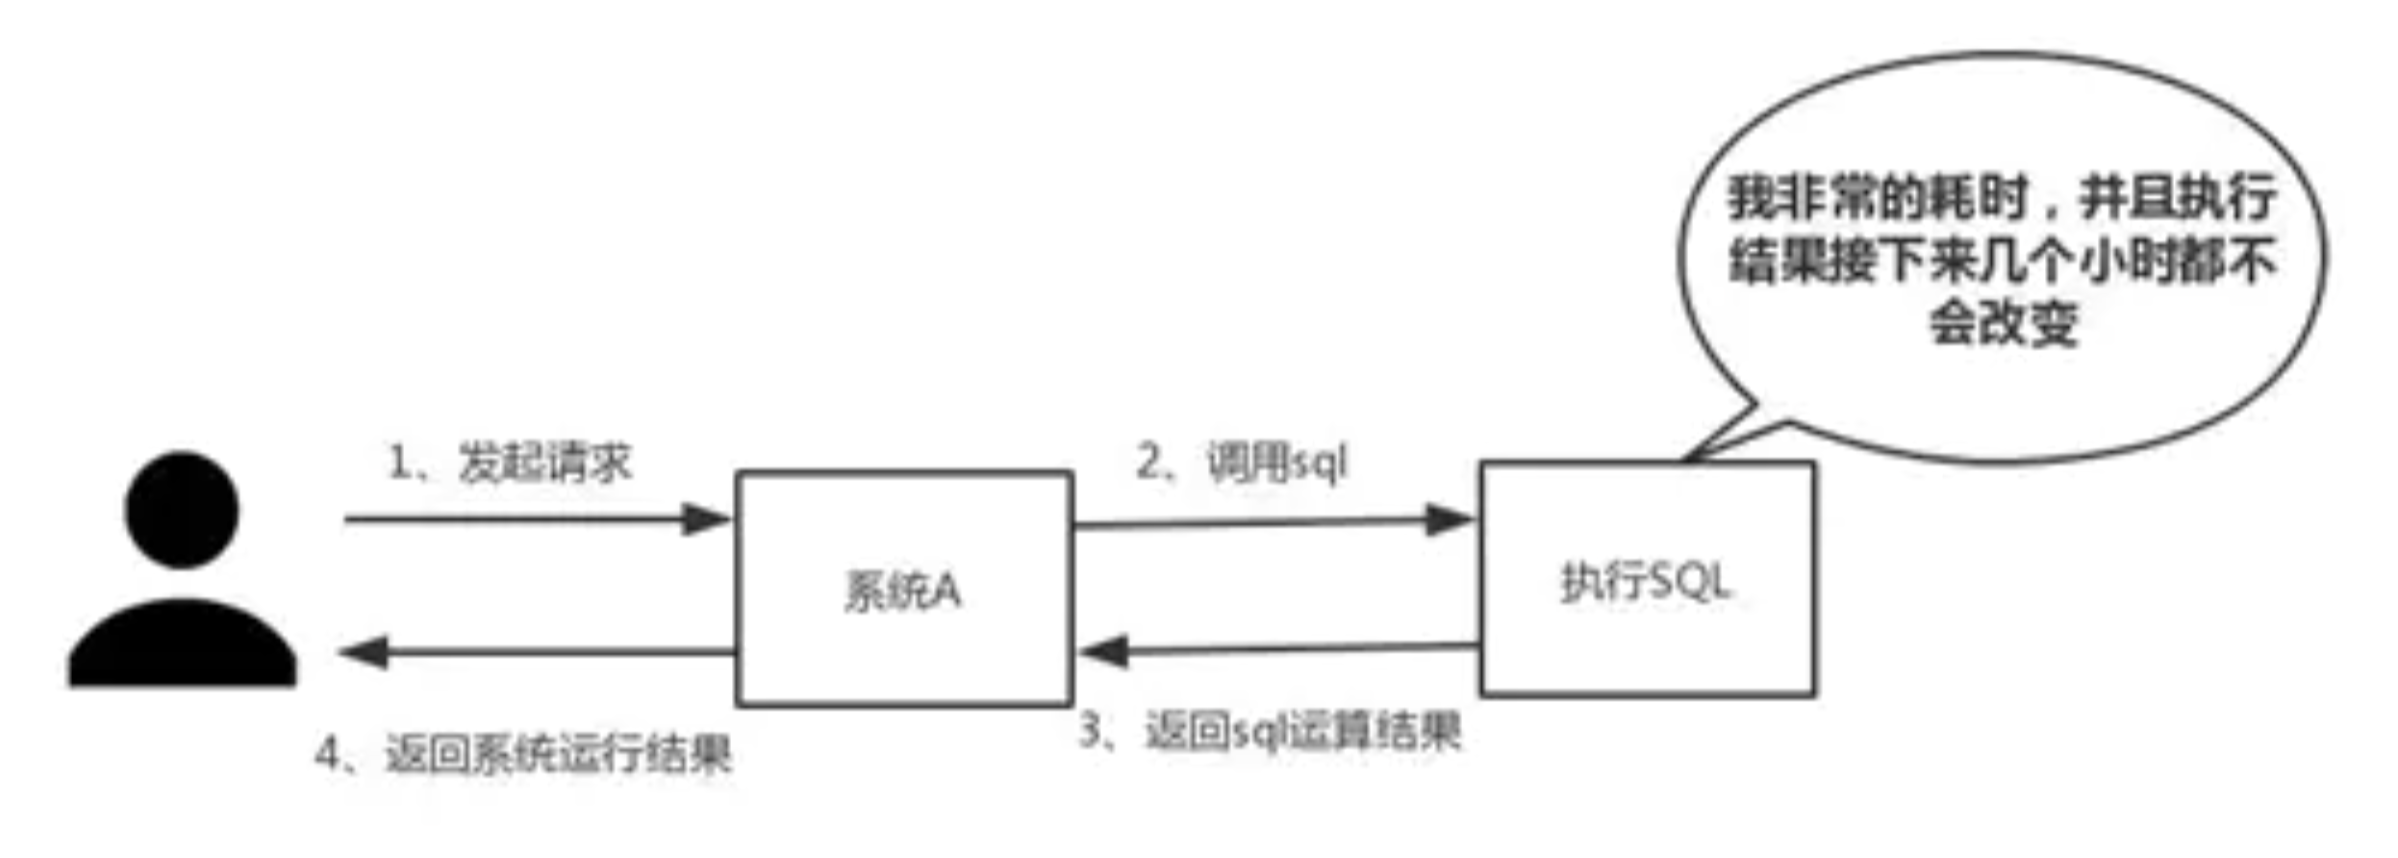 我非常的耗时，并且执行
结果接下来几个小时都不
会改变
1、发起请求
2、调用sql
系统A
执行SQL
3、返回sql运算结果
4、返回系统运行结果